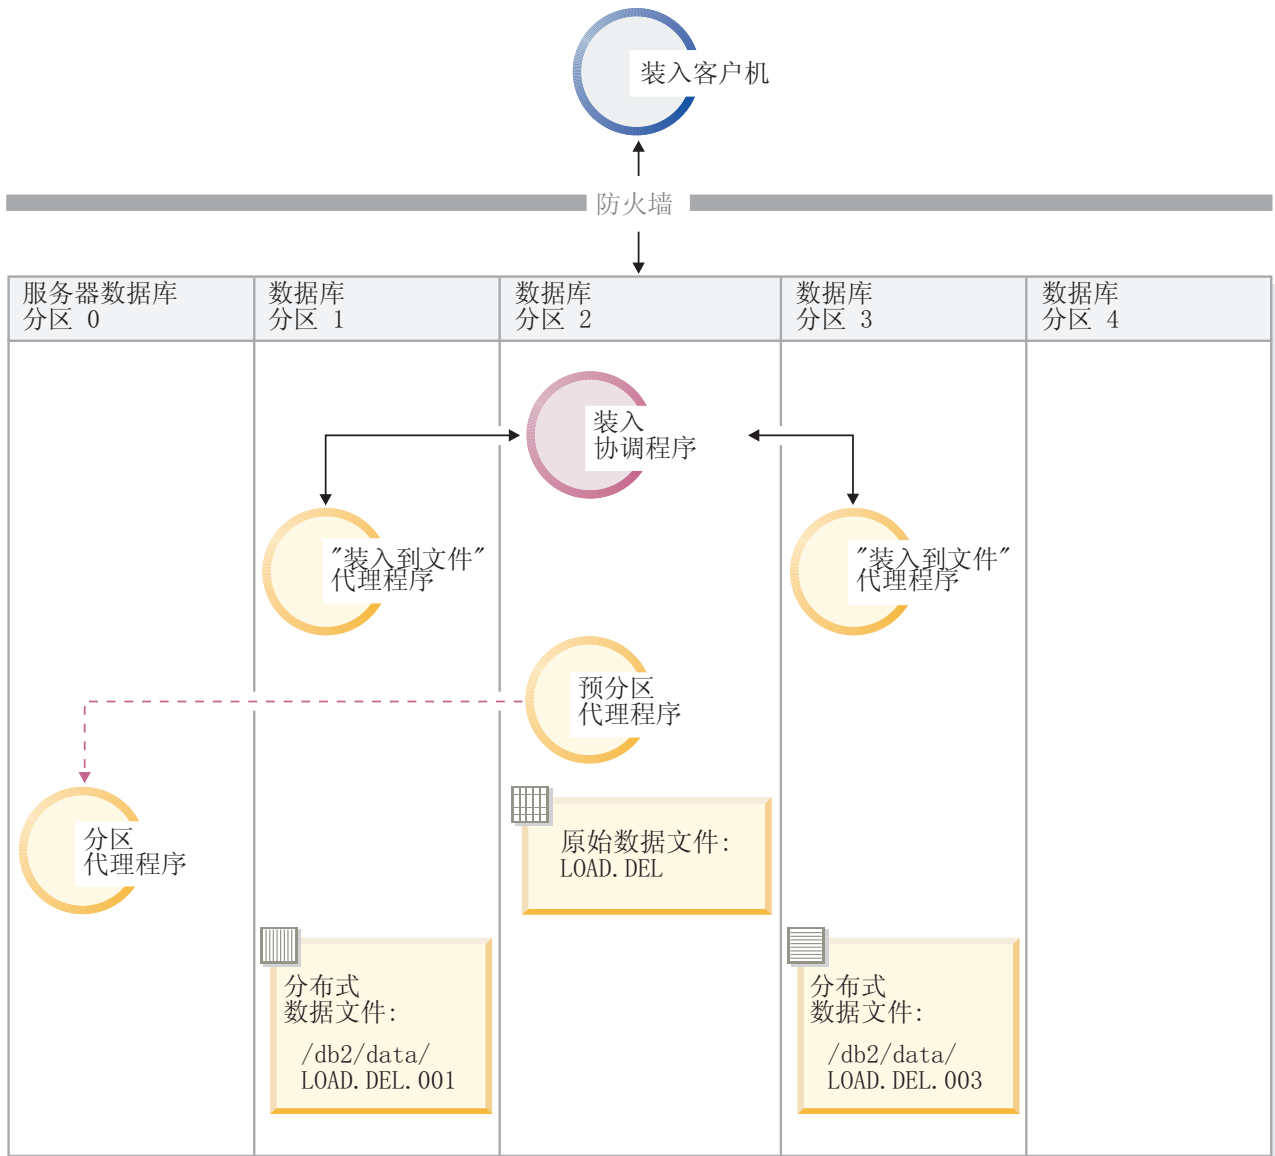 装入客户机
防火墙
服务器数据库
分区 0
数据库
分区 1
数据库
分区 2
数据库
分区 3
数据库
分区 4
装入
协调程序
"装入到文件"
代理程序
"装入到文件"
代理程序
预分区
代理程序
分区
代理程序
原始数据文件:
LOAD.DEL
分布式
数据文件:
/db2/data/
LOAD.DEL.001
分布式
数据文件:
/db2/data/
LOAD.DEL.003